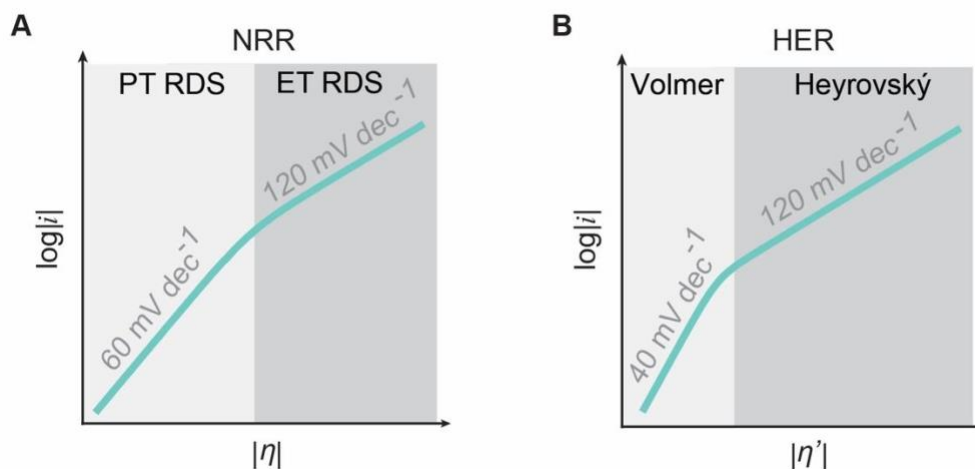 A
NRR
PT RDS
ET RDS
60 mV dec-1
120 mV dec-1
log|i|
|η|
B
HER
Volmer
Heyrovský
40 mV dec-1
120 mV dec-1
log|i|
|η’|